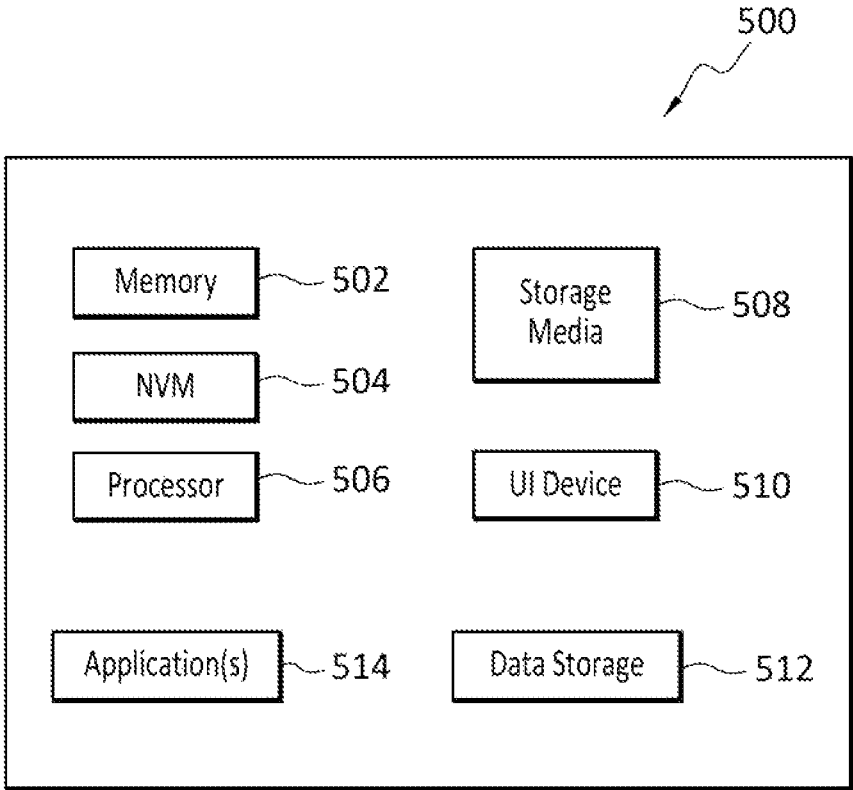 500
Memory
502
Storage
Media
508
NVM
504
Processor
506
UI Device
510
Application(s)
514
Data Storage
512